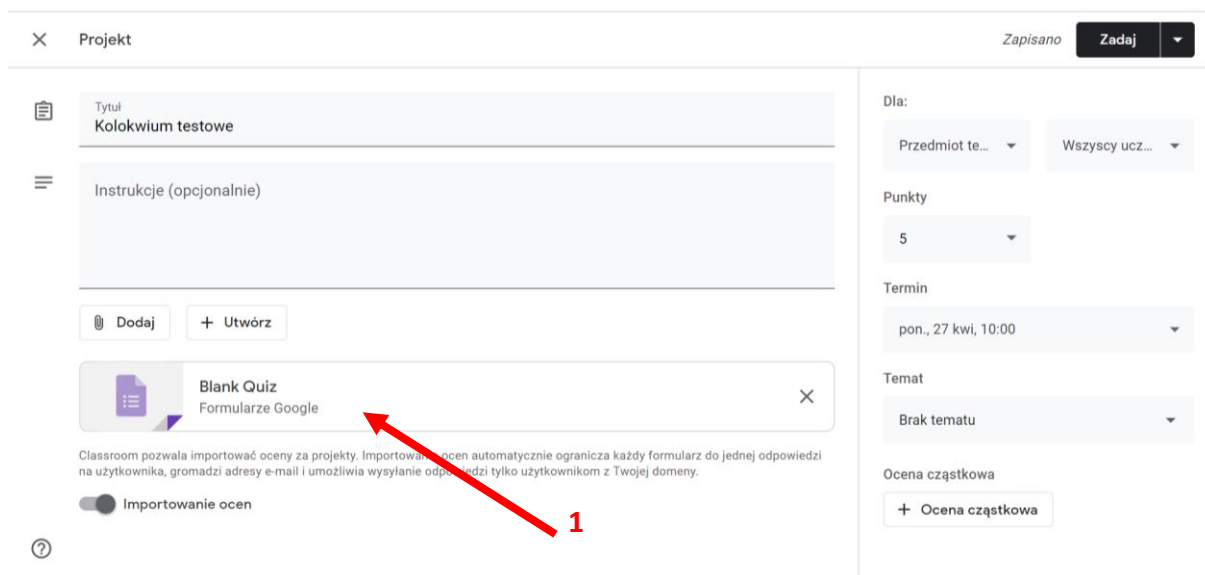 Projekt
Zapisano
Zadaj
Tytuł
Kolokwium testowe
Instrukcje (opcjonalnie)
Dodaj
+ Utwórz
Blank Quiz
Formularze Google
Classroom pozwala importować oceny za projekty. Importowanie ocen automatycznie ogranicza każdy formularz do jednej odpowiedzi
na użytkownika, gromadzi adresy e-mail i umożliwia wysyłanie odpowiedzi tylko użytkownikom z Twojej domeny.
Importowanie ocen
1
Dla:
Przedmiot te...
Wszyscy ucz...
Punkty
5
Termin
pon., 27 kwi, 10:00
Temat
Brak tematu
Ocena cząstkowa
+ Ocena cząstkowa